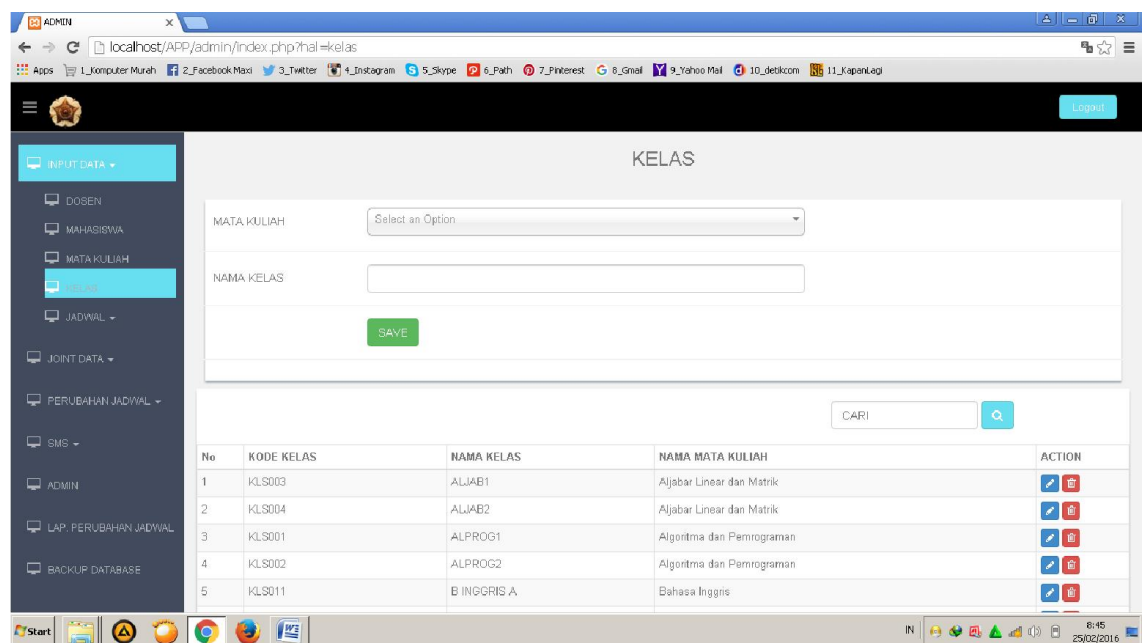 ADMIN
localhost/APP/admin/index.php?hal=kelas
Apps 1_Komputer Murah 2_Facebook Maxi 3_Twitter 4_Instagram 5_Skype 6_Path 7_Pinterest 8_Gmail 9_Yahoo Mail 10_detikcom 11_KapanLagi
Logout
INPUT DATA
DOSEN
MAHASISWA
MATA KULIAH
KELAS
JADWAL
JOINT DATA
PERUBAHAN JADWAL
SMS
ADMIN
LAP. PERUBAHAN JADWAL
BACKUP DATABASE
KELAS
MATA KULIAH Select an Option
NAMA KELAS
SAVE
CARI
No KODE KELAS NAMA KELAS NAMA MATA KULIAH ACTION
1 KLS003 ALJAB1 Aljabar Linear dan Matrik
2 KLS004 ALJAB2 Aljabar Linear dan Matrik
3 KLS001 ALPROG1 Algoritma dan Pemrograman
4 KLS002 ALPROG2 Algoritma dan Pemrograman
5 KLS011 B INGGRIS A Bahasa Inggris
Start IN 8:45
25/02/2016